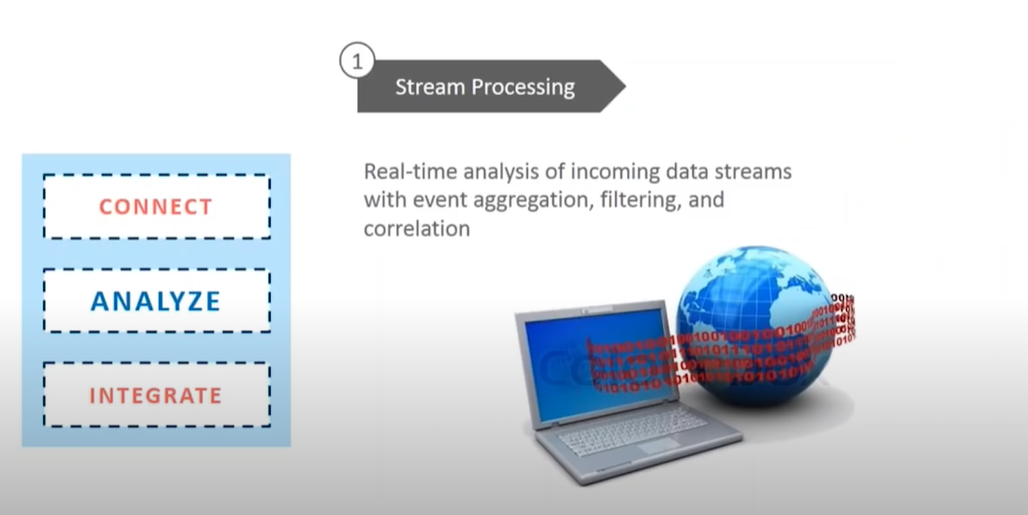 1
Stream Processing
Real-time analysis of incoming data streams
with event aggregation, filtering, and
correlation
CONNECT
ANALYZE
INTEGRATE